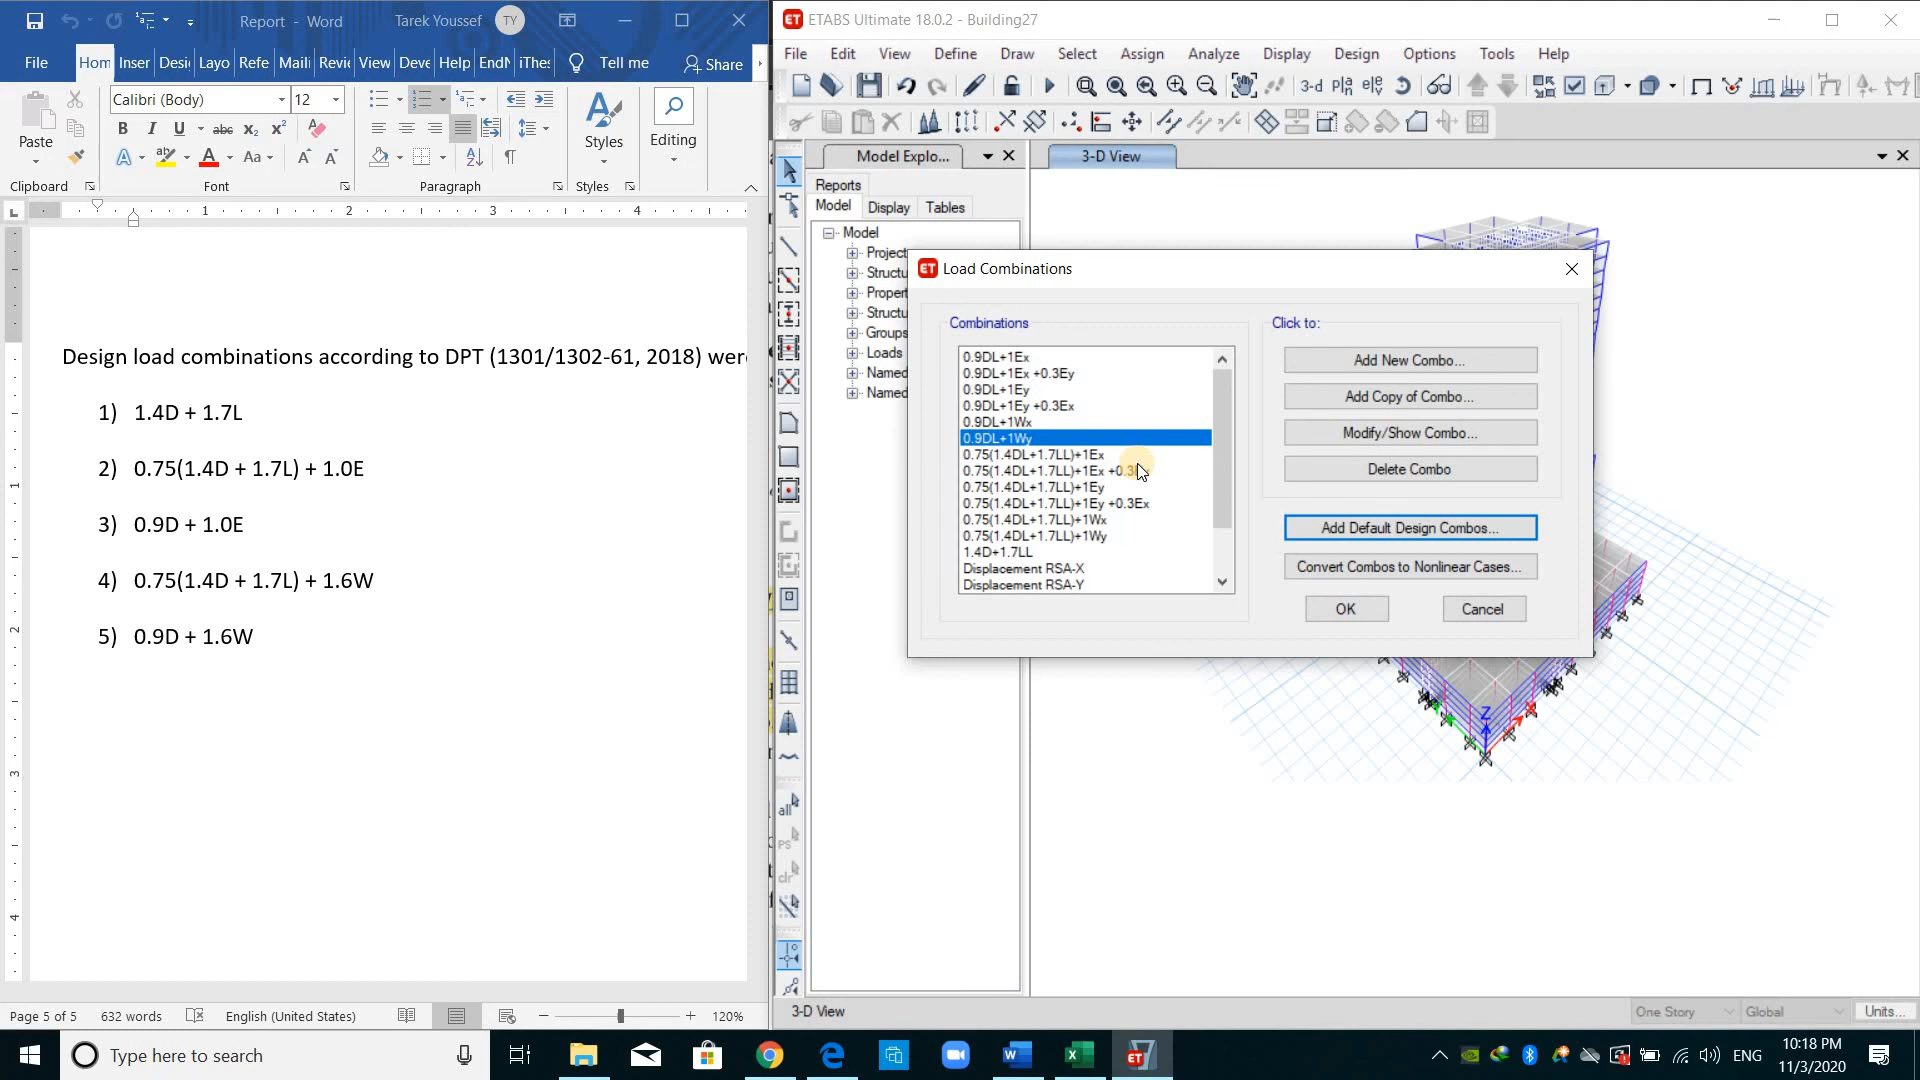 Report - Word
Tarek Youssef
TY
File
Hom
Inser
Desi
Layo
Refe
Maili
Revie
View
Deve
Help
EndN
iThes
Tell me
Share
Paste
Calibri (Body)
12
Styles
Editing
Clipboard
Font
Paragraph
Styles
1
2
3
4
Design load combinations according to DPT (1301/1302-61, 2018) were
1) 1.4D + 1.7L
2) 0.75(1.4D + 1.7L) + 1.0E
3) 0.9D + 1.0E
4) 0.75(1.4D + 1.7L) + 1.6W
5) 0.9D + 1.6W
Page 5 of 5
632 words
English (United States)
120%
ETABS Ultimate 18.0.2 - Building27
File Edit View Define Draw Select Assign Analyze Display Design Options Tools Help
3-d
Model Explo...
3-D View
Reports
Model
Display
Tables
Model
Project
Structu
Propert
Structu
Groups
Loads
Named
Named
Load Combinations
Combinations
0.9DL+1Ex
0.9DL+1Ex +0.3Ey
0.9DL+1Ey
0.9DL+1Ey +0.3Ex
0.9DL+1Wx
0.9DL+1Wy
0.75(1.4DL+1.7LL)+1Ex
0.75(1.4DL+1.7LL)+1Ex
0.75(1.4DL+1.7LL)+1Ey
0.75(1.4DL+1.7LL)+1Ey +0.3Ex
0.75(1.4DL+1.7LL)+1Wx
0.75(1.4DL+1.7LL)+1Wy
1.4D+1.7LL
Displacement RSA-X
Displacement RSA-Y
Click to:
Add New Combo...
Add Copy of Combo...
Modify/Show Combo...
Delete Combo
Add Default Design Combos...
Convert Combos to Nonlinear Cases...
OK
Cancel
Z
3-D View
One Story
Global
Units...
Type here to search
ENG
10:18 PM
11/3/2020